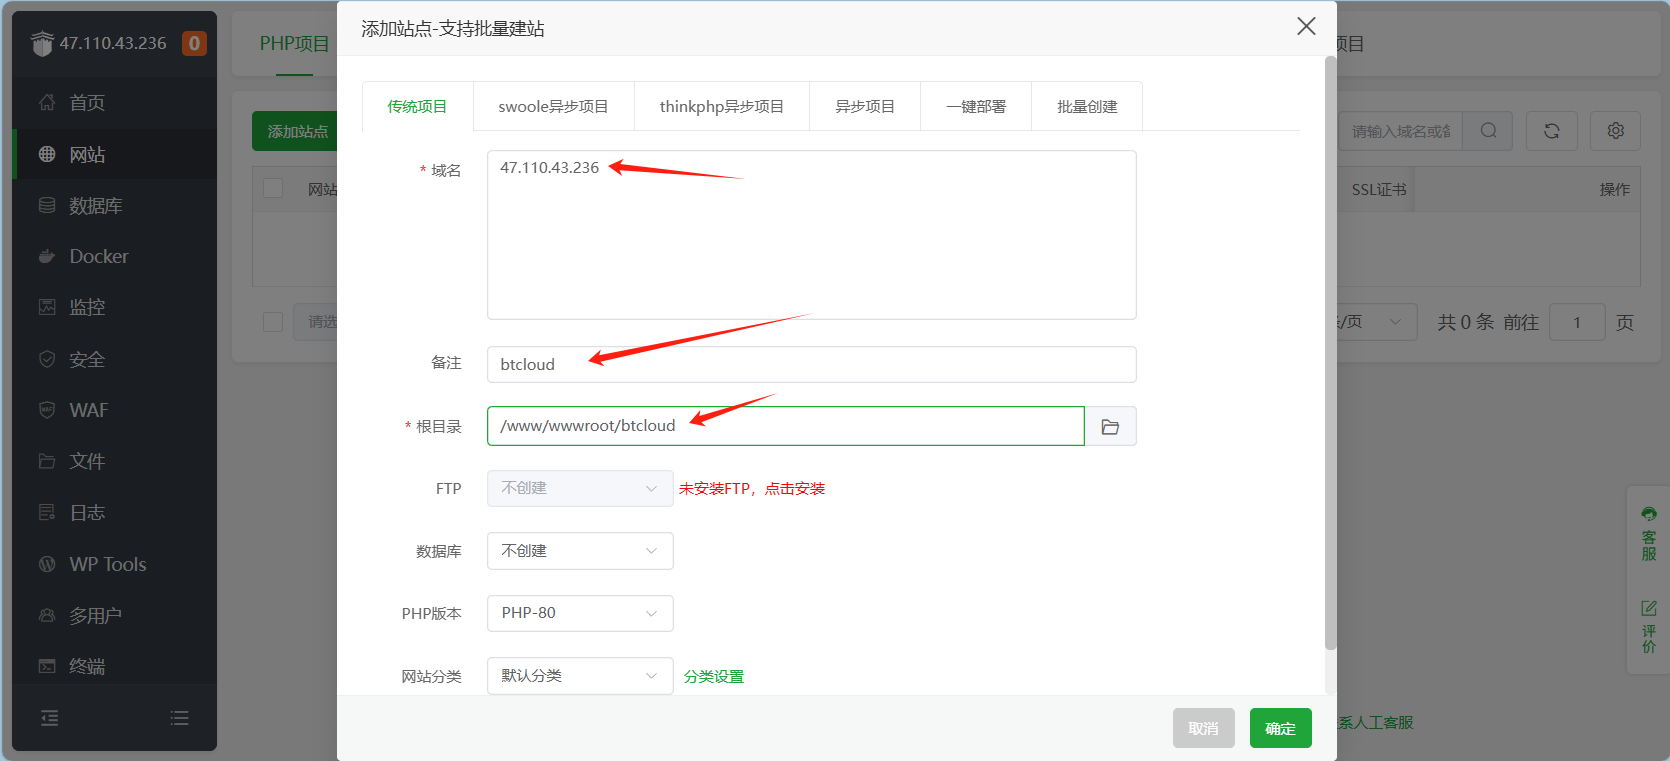 47.110.43.236
0
首页
网站
数据库
Docker
监控
安全
WAF
文件
日志
WP Tools
多用户
终端
PHP项目
添加站点
网站
请选
添加站点-支持批量建站
传统项目
swoole异步项目
thinkphp异步项目
异步项目
一键部署
批量创建
* 域名
47.110.43.236
备注
btcloud
* 根目录
/www/wwwroot/btcloud
FTP
不创建
未安装FTP，点击安装
数据库
不创建
PHP版本
PHP-80
网站分类
默认分类
分类设置
取消
确定
项目
请输入域名或备
SSL证书
操作
条/页
共 0 条
前往
1
页
客服
评价
系人工客服